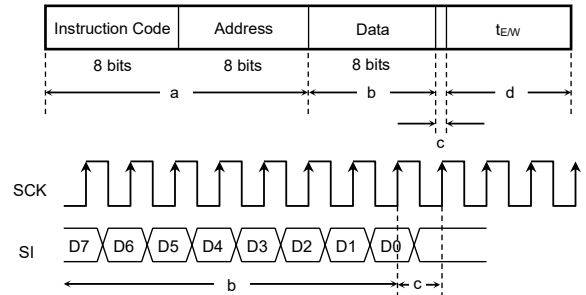 Instruction Code Address Data tE/W
8 bits 8 bits 8 bits
a b d
c
SCK
SI D7 D6 D5 D4 D3 D2 D1 D0
b c